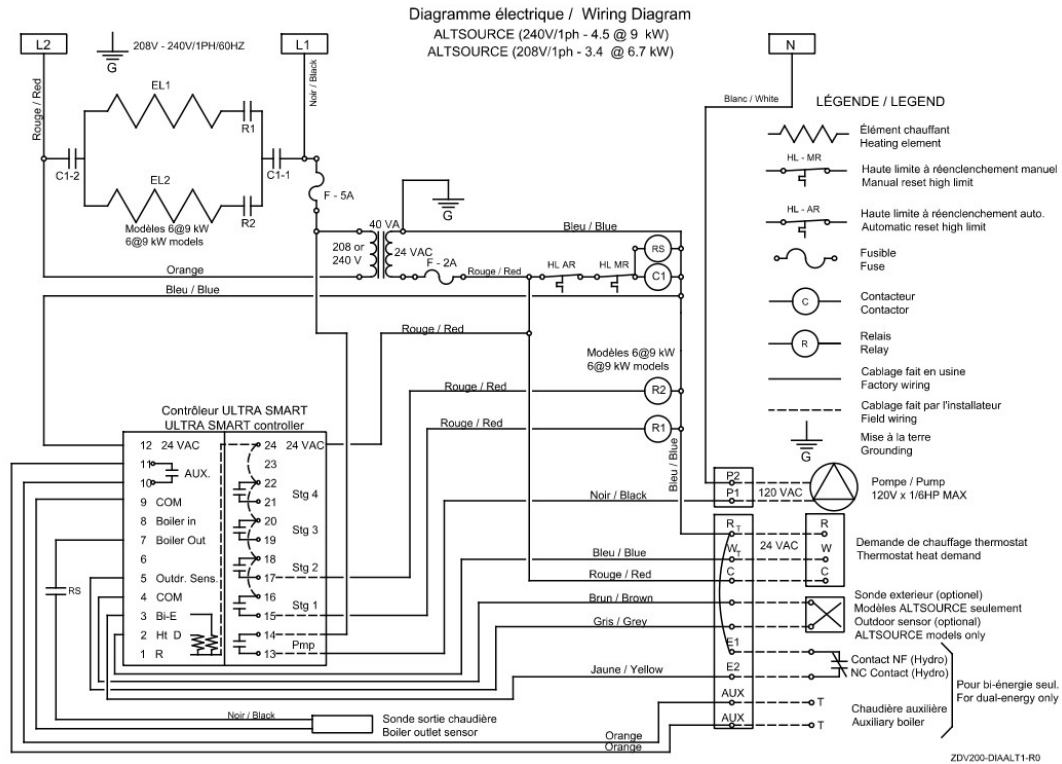 Diagramme électrique / Wiring Diagram
ALTSOURCE (240V/1ph - 4.5 @ 9 kW)
ALTSOURCE (208V/1ph - 3.4 @ 6.7 kW)
L2
G
208V - 240V/1PH/60HZ
L1
N
Rouge / Red
Noir / Black
Blanc / White
EL1
R1
C1-2
C1-1
EL2
R2
Modèles 6@9 kW
6@9 kW models
F - 5A
G
40 VA
208 or
240 V
24 VAC
F - 2A
Bleu / Blue
Rouge / Red
HL AR
HL MR
RS
C1
Orange
Bleu / Blue
Rouge / Red
Modèles 6@9 kW
6@9 kW models
Rouge / Red
R2
Rouge / Red
R1
Bleu / Blue
LÉGENDE / LEGEND
Élément chauffant
Heating element
HL - MR
Haute limite à réenclenchement manuel
Manual reset high limit
HL - AR
Haute limite à réenclenchement auto.
Automatic reset high limit
Fusible
Fuse
C
Contacteur
Contactor
R
Relais
Relay
Cablage fait en usine
Factory wiring
Cablage fait par l'installateur
Field wiring
G
Mise à la terre
Grounding
Contrôleur ULTRA SMART
ULTRA SMART controller
12 24 VAC
11
10
AUX.
9 COM
8 Boiler in
7 Boiler Out
6
5 Outdr. Sens.
4 COM
3 Bi-E
2 Ht D
1 R
24 24 VAC
23
22
21
Stg 4
20
19
Stg 3
18
17
Stg 2
16
15
Stg 1
14
13
Pmp
RS
Noir / Black
P2
P1
120 VAC
Pompe / Pump
120V x 1/6HP MAX
Bleu / Blue
Rouge / Red
Brun / Brown
Gris / Grey
Jaune / Yellow
RT
WT
C
24 VAC
R
W
C
Demande de chauffage thermostat
Thermostat heat demand
Sonde exterieur (optionel)
Modèles ALTSOURCE seulement
Outdoor sensor (optional)
ALTSOURCE models only
E1
E2
Contact NF (Hydro)
NC Contact (Hydro)
AUX
AUX
T
T
Chaudière auxilière
Auxiliary boiler
Pour bi-énergie seul.
For dual-energy only
Noir / Black
Sonde sortie chaudière
Boiler outlet sensor
Orange
Orange
ZDV200-DIAALT1-R0